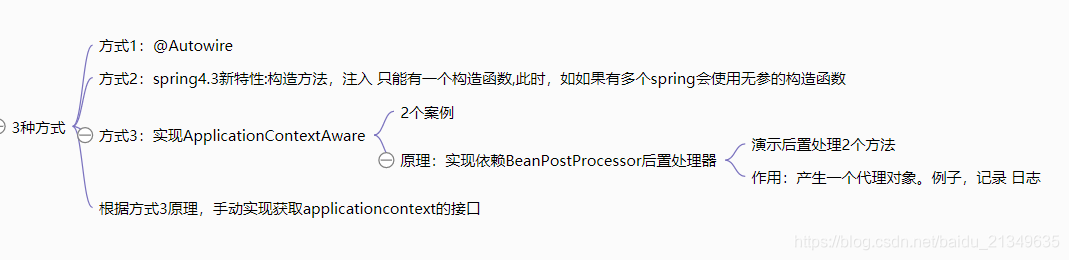 方式1：@Autowire
方式2：spring4.3新特性:构造方法，注入 只能有一个构造函数,此时，如如果有多个spring会使用无参的构造函数
3种方式
方式3：实现ApplicationContextAware
2个案例
原理：实现依赖BeanPostProcessor后置处理器
演示后置处理2个方法
作用：产生一个代理对象。例子，记录 日志
根据方式3原理，手动实现获取applicationcontext的接口
https://blog.csdn.net/baidu_21349635